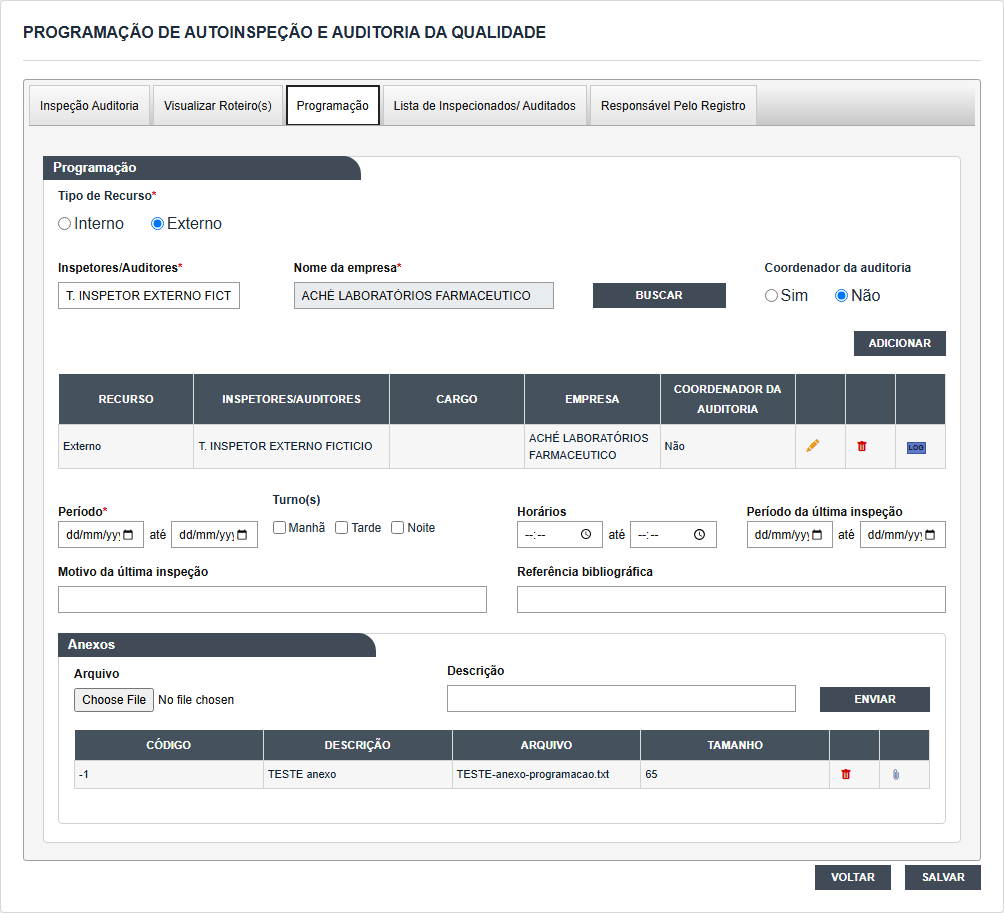 PROGRAMAÇÃO DE AUTOINSPEÇÃO E AUDITORIA DA QUALIDADE
Inspeção Auditoria
Visualizar Roteiro(s)
Programação
Lista de Inspecionados/ Auditados
Responsável Pelo Registro
Programação
Tipo de Recurso*
Interno
Externo
Inspetores/Auditores*
Nome da empresa*
Coordenador da auditoria
T. INSPETOR EXTERNO FICT
ACHÉ LABORATÓRIOS FARMACEUTICO
BUSCAR
Sim
Não
ADICIONAR
RECURSO
INSPETORES/AUDITORES
CARGO
EMPRESA
COORDENADOR DA
AUDITORIA
Externo
T. INSPETOR EXTERNO FICTICIO
ACHÉ LABORATÓRIOS
FARMACEUTICO
Não
LOG
Período*
Turno(s)
Horários
Período da última inspeção
dd/mm/yyy
até
dd/mm/yyy
Manhã
Tarde
Noite
--:--
até
--:--
dd/mm/yyy
até
dd/mm/yyy
Motivo da última inspeção
Referência bibliográfica
Anexos
Arquivo
Descrição
Choose File
No file chosen
ENVIAR
CÓDIGO
DESCRIÇÃO
ARQUIVO
TAMANHO
-1
TESTE anexo
TESTE-anexo-programacao.txt
65
VOLTAR
SALVAR